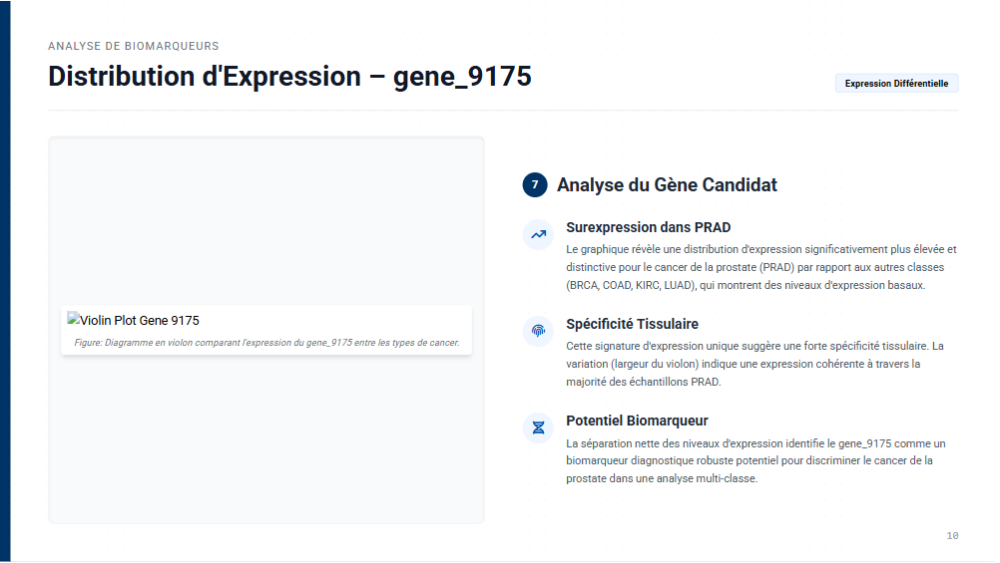 ANALYSE DE BIOMARQUEURS
Distribution d'Expression – gene_9175
Expression Différentielle
Violin Plot Gene 9175
Figure: Diagramme en violon comparant l'expression du gene_9175 entre les types de cancer.
7
Analyse du Gène Candidat
Surexpression dans PRAD
Le graphique révèle une distribution d'expression significativement plus élevée et
distinctive pour le cancer de la prostate (PRAD) par rapport aux autres classes
(BRCA, COAD, KIRC, LUAD), qui montrent des niveaux d'expression basaux.
Spécificité Tissulaire
Cette signature d'expression unique suggère une forte spécificité tissulaire. La
variation (largeur du violon) indique une expression cohérente à travers la
majorité des échantillons PRAD.
Potentiel Biomarqueur
La séparation nette des niveaux d'expression identifie le gene_9175 comme un
biomarqueur diagnostique robuste potentiel pour discriminer le cancer de la
prostate dans une analyse multi-classe.
10